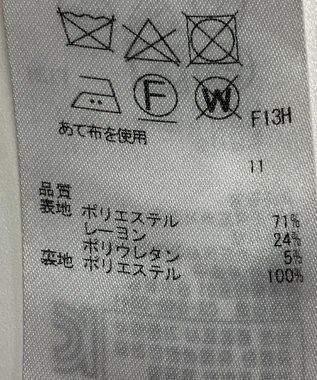 F W
F13H
あて布を使用
11
品質
表地 ポリエステル 71%
レーヨン 24%
ポリウレタン 5%
裏地 ポリエステル 100%